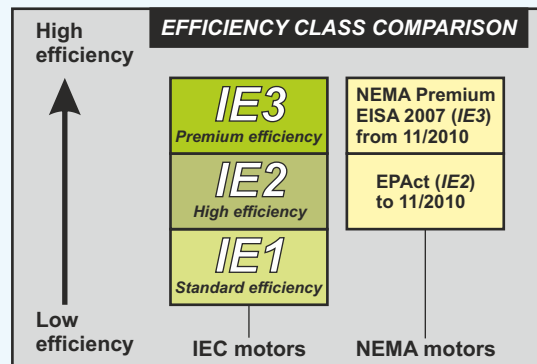 EFFICIENCY CLASS COMPARISON
High
efficiency
IE3
Premium efficiency
NEMA Premium
EISA 2007 (IE3)
from 11/2010
IE2
High efficiency
EPAct (IE2)
to 11/2010
IE1
Standard efficiency
Low
efficiency
IEC motors
NEMA motors